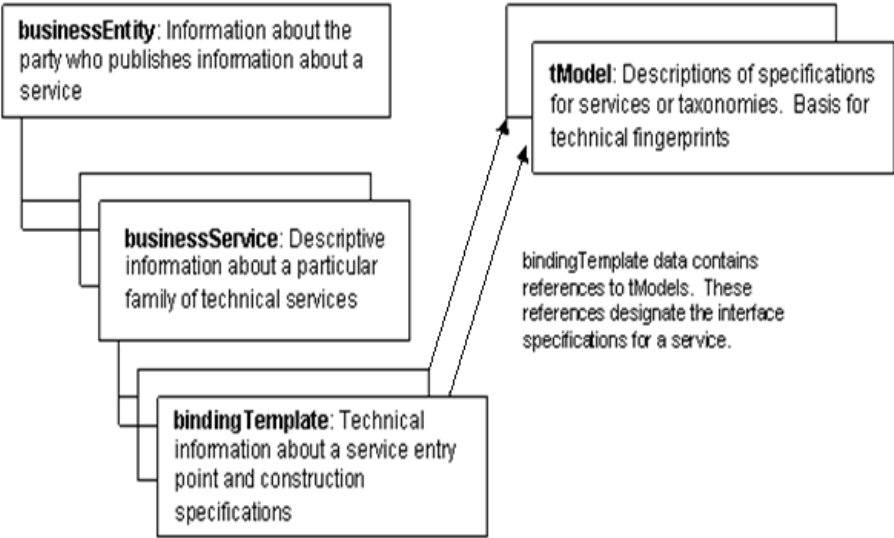 businessEntity: Information about the
party who publishes information about a
service
tModel: Descriptions of specifications
for services or taxonomies. Basis for
technical fingerprints
businessService: Descriptive
information about a particular
family of technical services
bindingTemplate data contains
references to tModels. These
references designate the interface
specifications for a service.
bindingTemplate: Technical
information about a service entry
point and construction
specifications